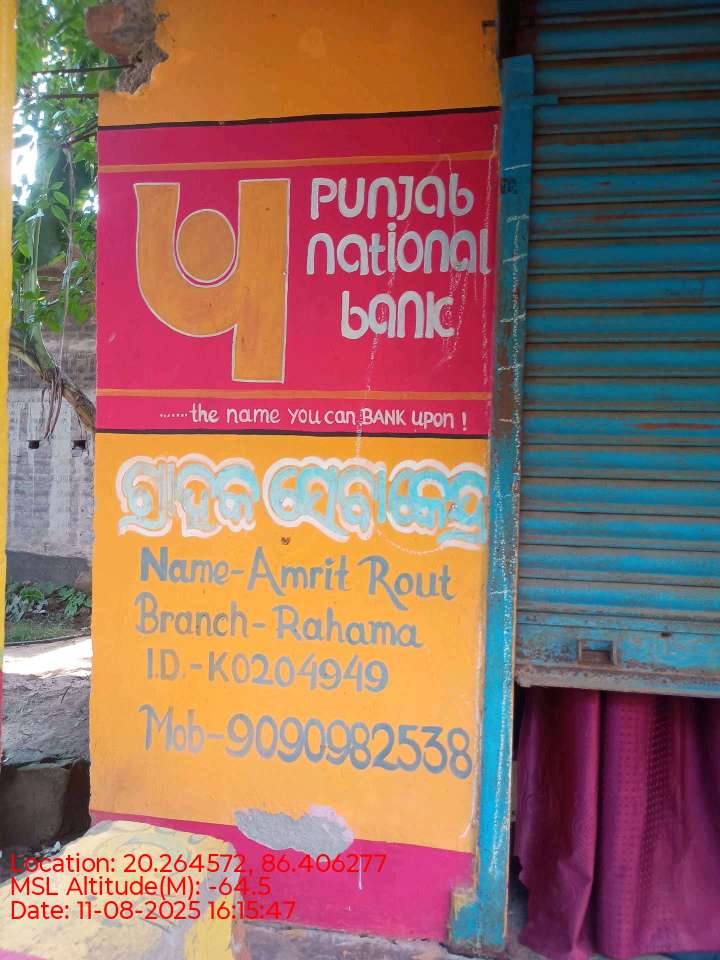 punjab
national
bank
.......the name you can BANK upon !
ଗ୍ରାହକ ସେବାକେନ୍ଦ୍ର
Name-Amrit Rout
Branch-Rahama
I.D.-K0204949
Mob-9090982538
Location: 20.264572, 86.406277
MSL Altitude(M): -64.5
Date: 11-08-2025 16:15:47